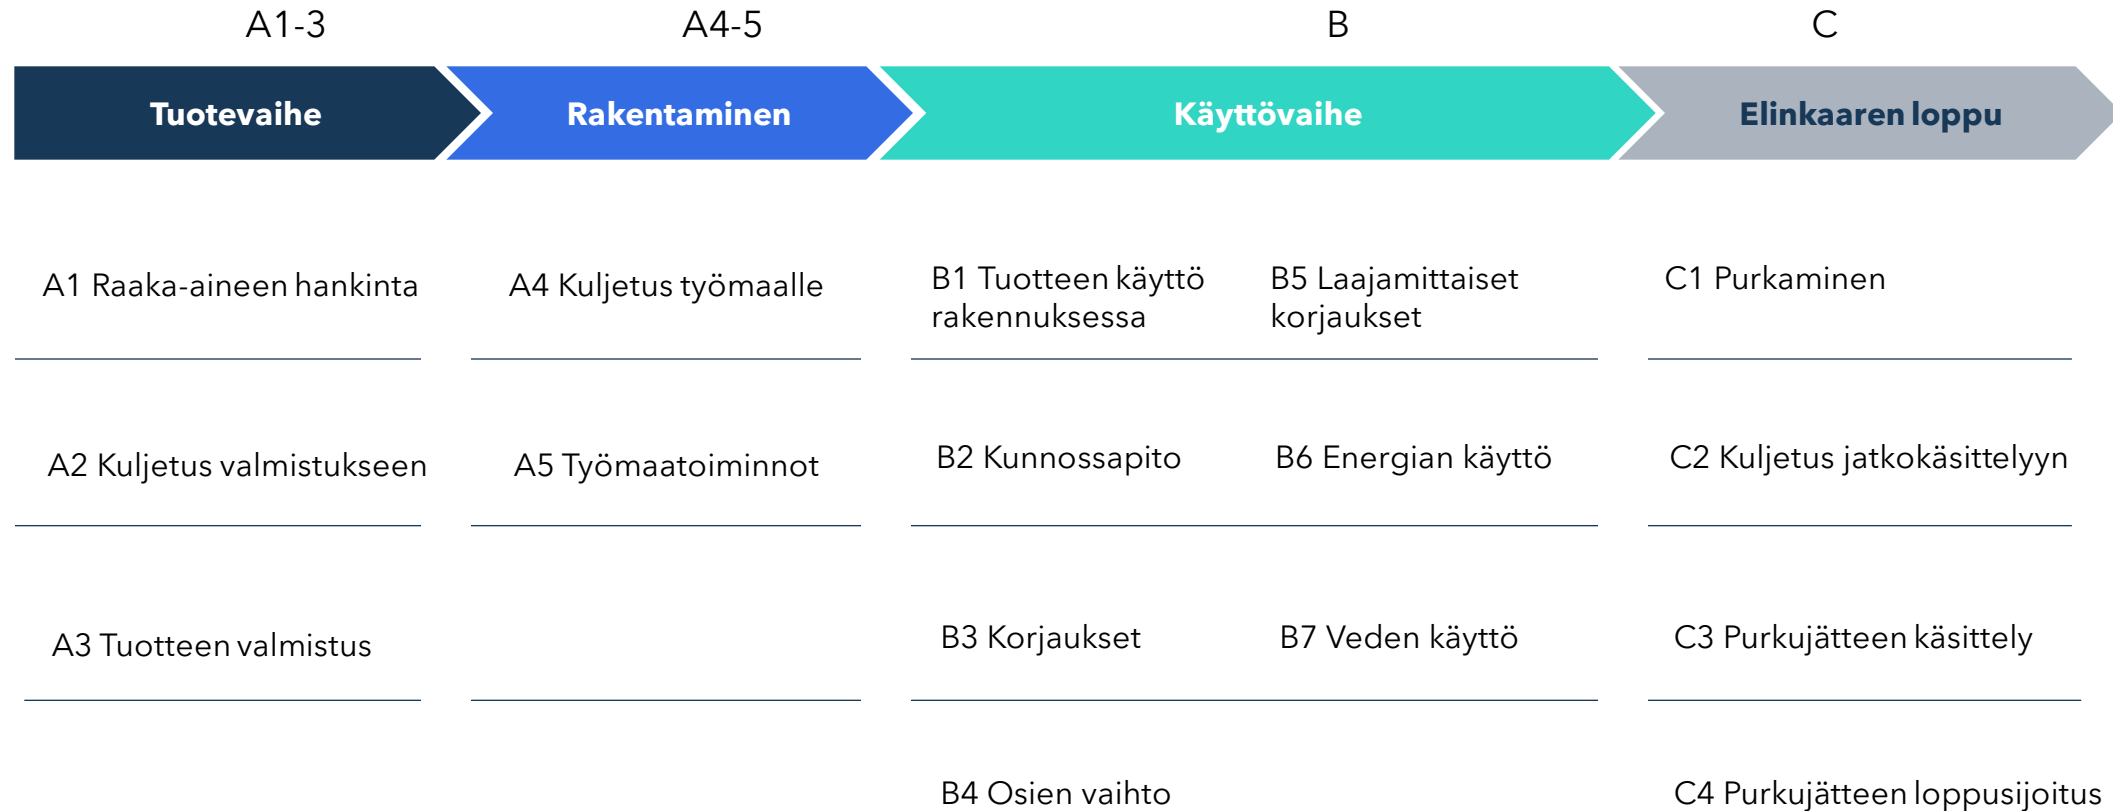 A1-3
A4-5
B
C
Tuotevaihe
Rakentaminen
Käyttövaihe
Elinkaaren loppu
A1 Raaka-aineen hankinta
A2 Kuljetus valmistukseen
A3 Tuotteen valmistus
A4 Kuljetus työmaalle
A5 Työmaatoiminnot
B1 Tuotteen käyttö
rakennuksessa
B2 Kunnossapito
B3 Korjaukset
B4 Osien vaihto
B5 Laajamittaiset
korjaukset
B6 Energian käyttö
B7 Veden käyttö
C1 Purkaminen
C2 Kuljetus jatkokäsittelyyn
C3 Purkujätteen käsittely
C4 Purkujätteen loppusijoitus